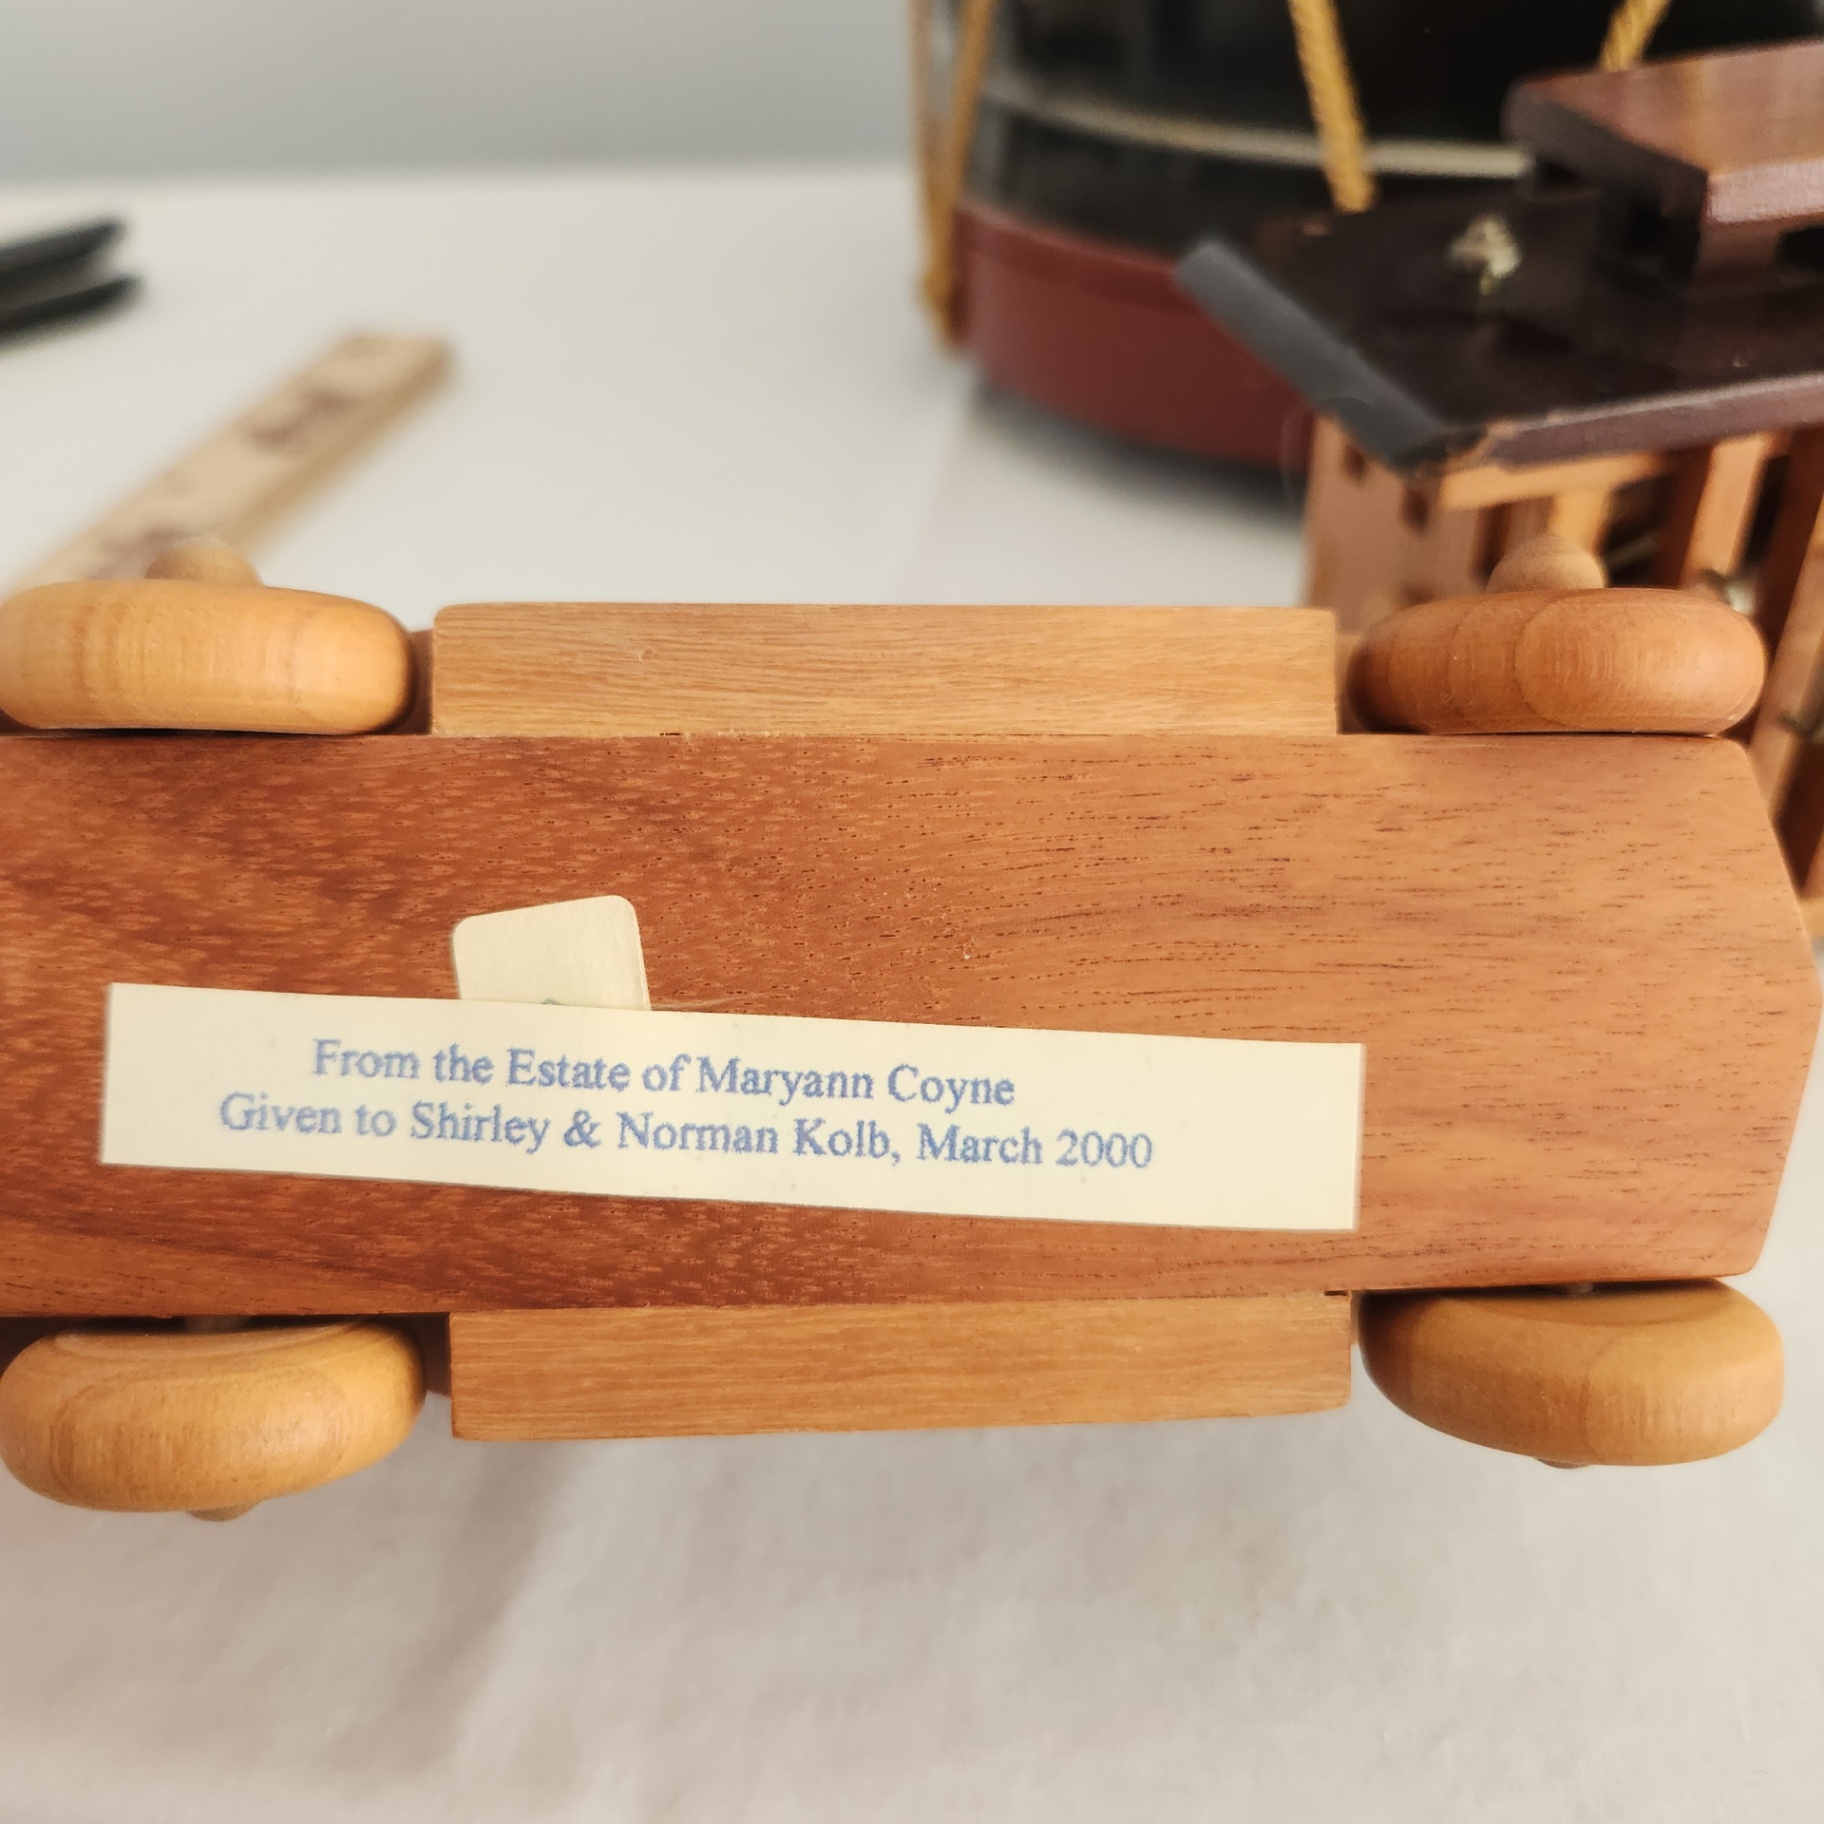 From the Estate of Maryann Coyne
Given to Shirley & Norman Kolb, March 2000